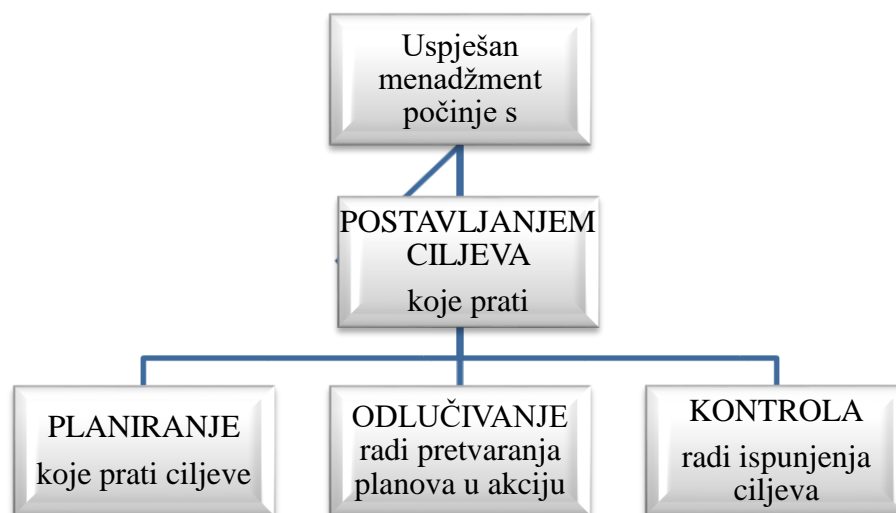 Uspješan
menadžment
počinje s
POSTAVLJANJEM
CILJEVA
koje prati
PLANIRANJE
koje prati ciljeve
ODLUČIVANJE
radi pretvaranja
planova u akciju
KONTROLA
radi ispunjenja
ciljeva